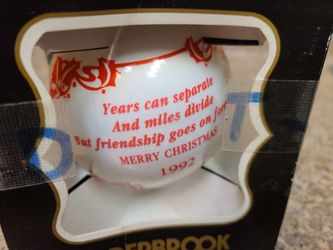 Years can separate
And miles divide
But friendship goes on
MERRY CHRISTMAS
1992